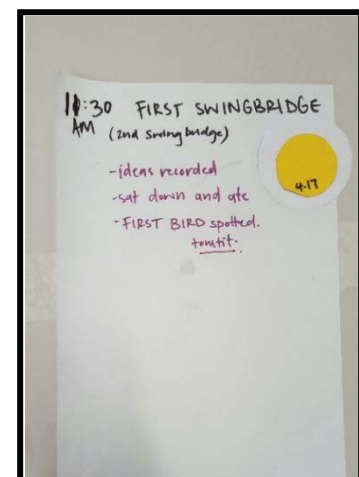 11:30 FIRST SWINGBRIDGE
AM (2nd Swing bridge)
4.17
- ideas recorded
- sat down and ate
- FIRST BIRD spotted.
tomtit.